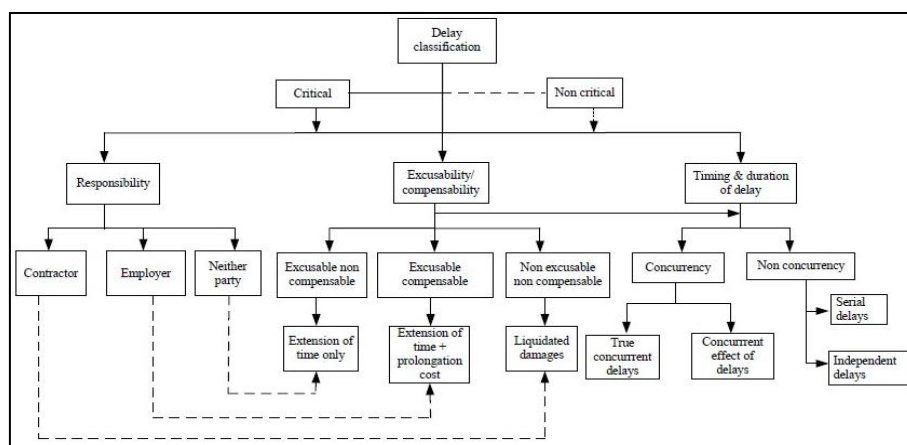 Delay
classification
Critical
Non critical
Responsibility
Excusability/
compensability
Timing & duration
of delay
Contractor
Employer
Neither
party
Excusable non
compensable
Excusable
compensable
Non excusable
non compensable
Concurrency
Non concurrency
Extension of
time only
Extension of
time +
prolongation
cost
Liquidated
damages
True
concurrrent
delays
Concurrrent
effect of
delays
Serial
delays
Independent
delays